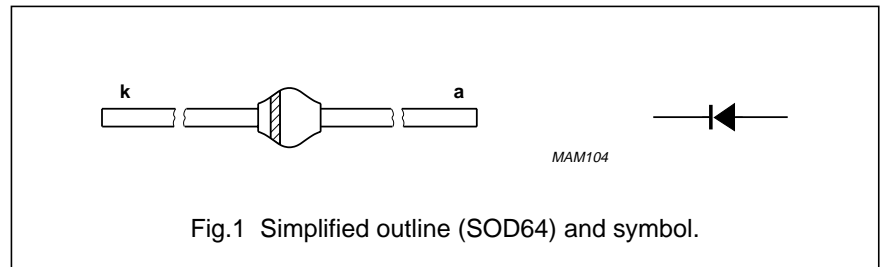 k
a
MAM104
Fig.1 Simplified outline (SOD64) and symbol.